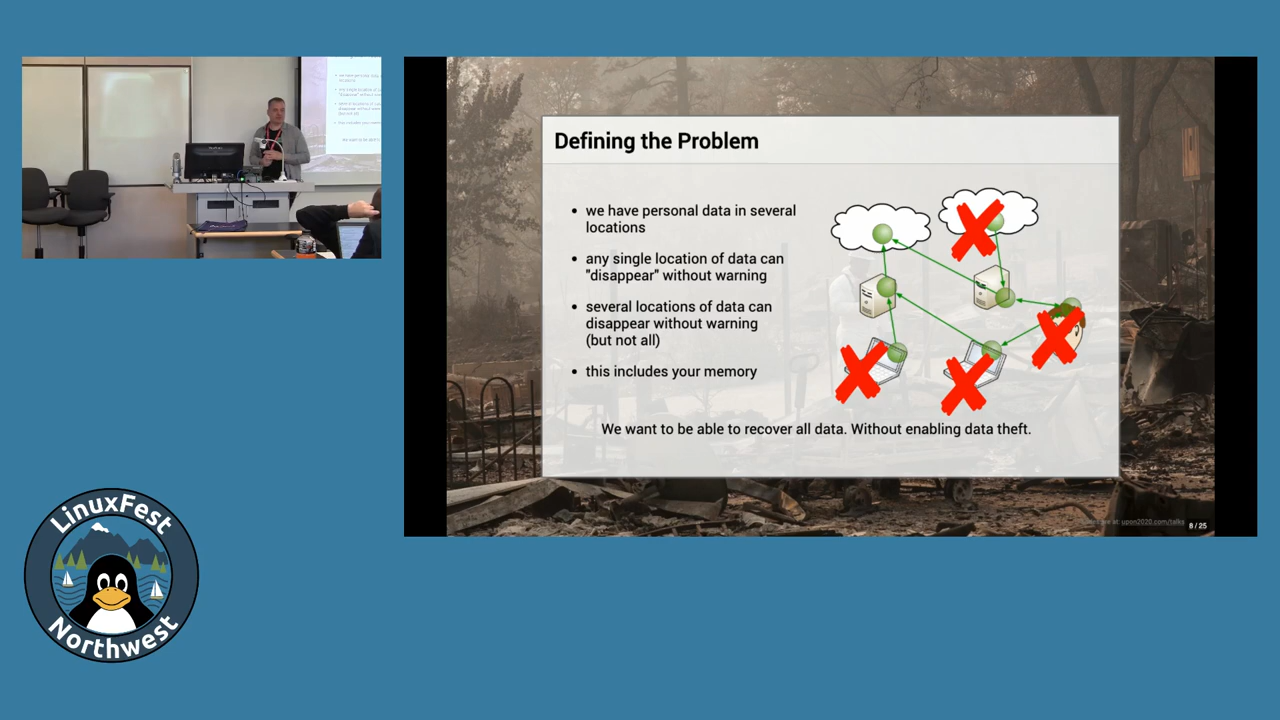 Defining the Problem
• we have personal data in several
locations
• any single location of data can
"disappear" without warning
• several locations of data can
disappear without warning
(but not all)
• this includes your memory
We want to be able to recover all data. Without enabling data theft.
at: upon2020.com/talks
8 / 25
LinuxFest
Northwest